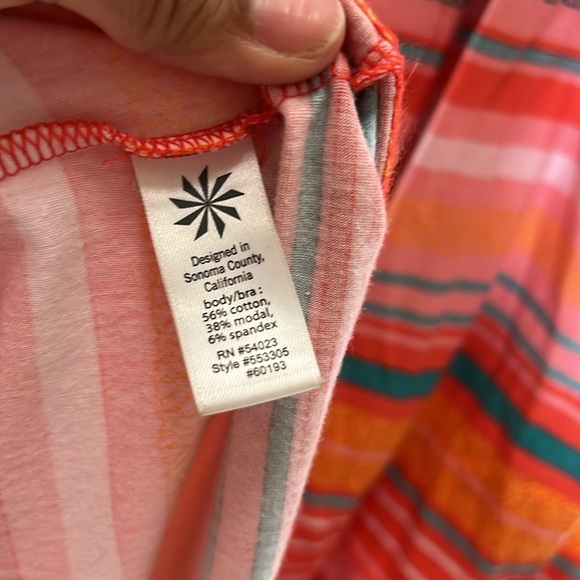 Designed in
Sonoma County,
California
body/bra :
56% cotton,
38% modal,
6% spandex
RN #54023
Style #553305
#60193